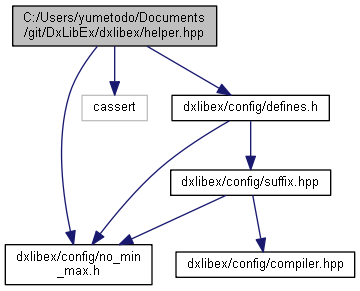 C:/Users/yumetodo/Documents
/git/DxLibEx/dxlibex/helper.hpp
cassert
dxlibex/config/defines.h
dxlibex/config/suffix.hpp
dxlibex/config/no_min
_max.h
dxlibex/config/compiler.hpp